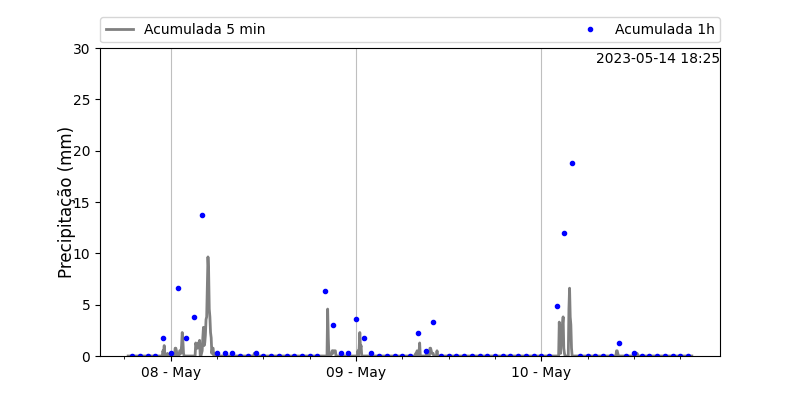 Acumulada 5 min
Acumulada 1h
2023-05-14 18:25
Precipitação (mm)
30
25
20
15
10
5
0
08 - May
09 - May
10 - May